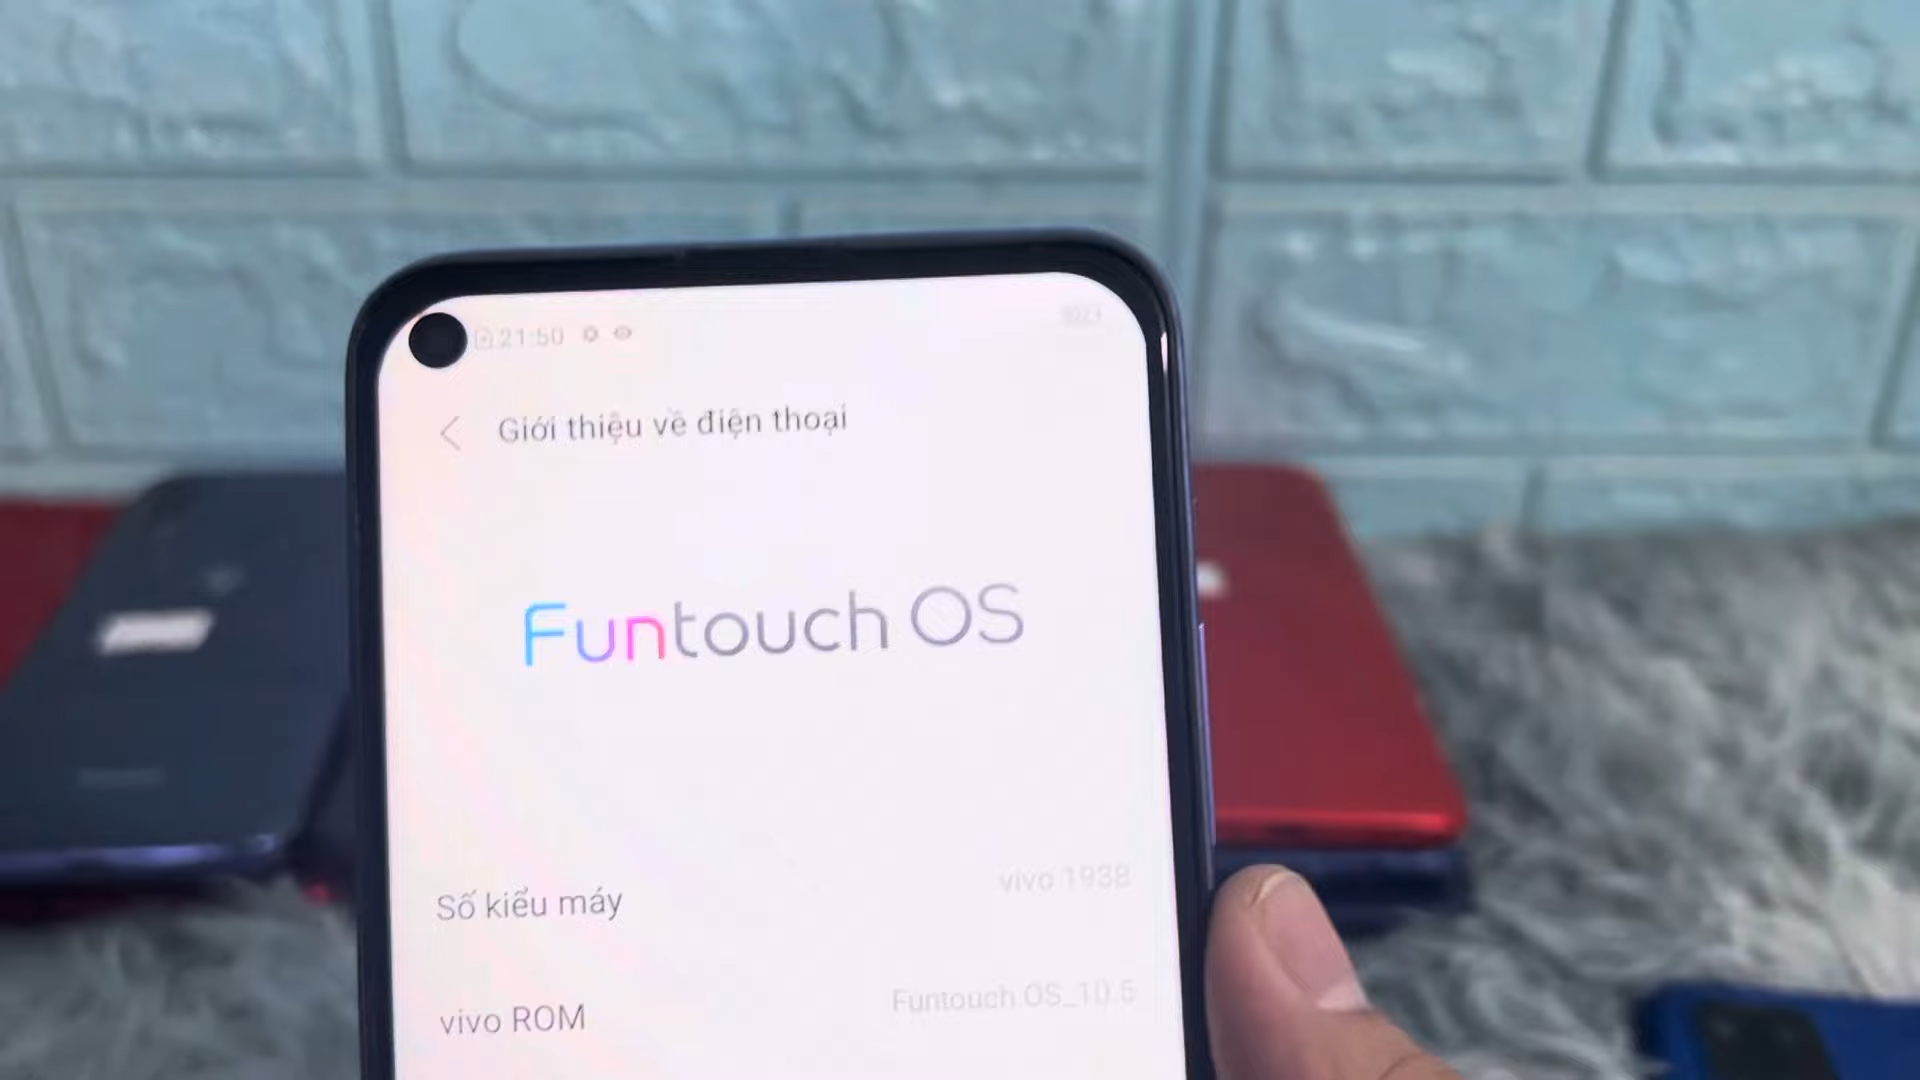 21:50
Giới thiệu về điện thoại
Funtouch OS
Số kiểu máy
vivo 1938
vivo ROM
Funtouch OS_10.5